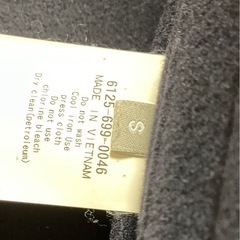 6125-699-0046
MADE IN VIETNAM
Do not wash
Cool iron Use
press cloth
Do not use
chlorine bleach
Dry clean(petroleum)
S